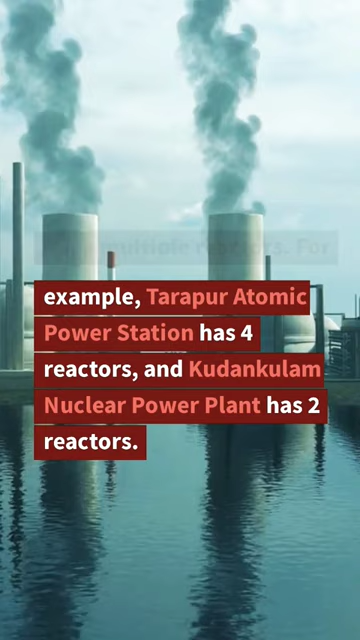 multiple reactors. For
example, Tarapur Atomic
Power Station has 4
reactors, and Kudankulam
Nuclear Power Plant has 2
reactors.